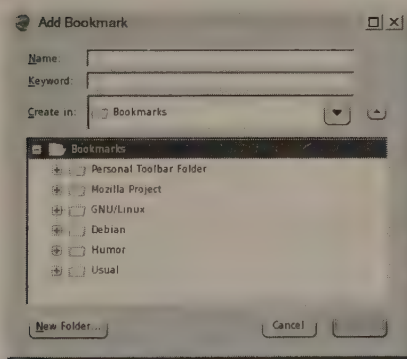 Add Bookmark
Name:
Keyword:
Create in:
Bookmarks
Bookmarks
Personal Toolbar Folder
Mozilla Project
GNU/Linux
Debian
Humor
Usual
New Folder...
Cancel